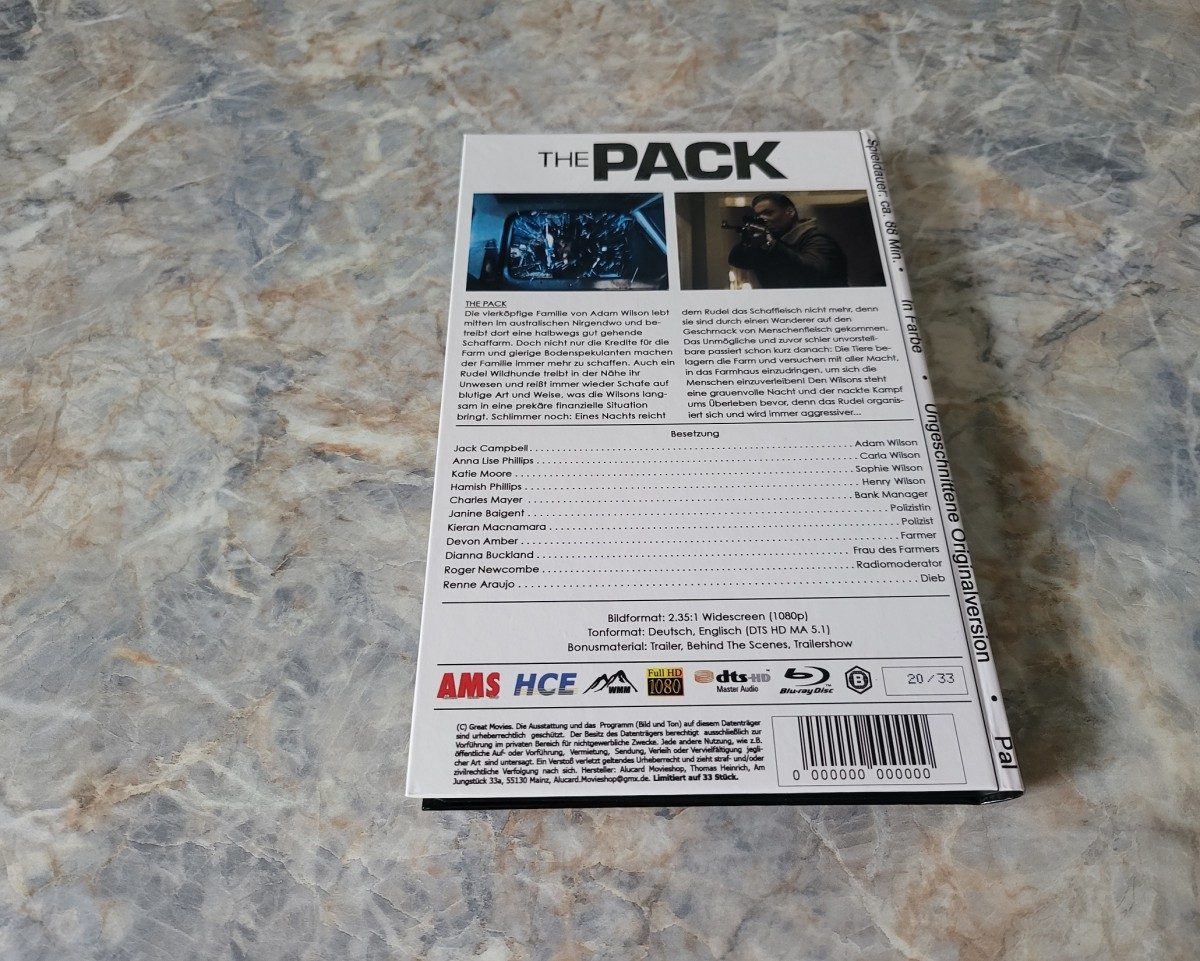 THE PACK
THE PACK
Die vierköpfige Familie von Adam Wilson lebt
mitten im australischen Nirgendwo und be-
treibt dort eine halbwegs gut gehende
Schaffarm. Doch nicht nur die Kredite für die
Farm und gierige Bodenspekulanten machen
der Familie immer mehr zu schaffen. Auch ein
Rudel Wildhunde treibt in der Nähe ihr
Unwesen und reißt immer wieder Schafe auf
blutige Art und Weise, was die Wilsons lang-
sam in eine prekäre finanzielle Situation
bringt. Schlimmer noch: Eines Nachts reicht
dem Rudel das Schaffleisch nicht mehr, denn
sie sind durch einen Wanderer auf den
Geschmack von Menschenfleisch gekommen.
Das Unmögliche und zuvor schier unvorstell-
bare passiert schon kurz danach: Die Tiere be-
lagern die Farm und versuchen mit aller Macht,
in das Farmhaus einzudringen, um sich die
Menschen einzuverleiben! Den Wilsons steht
eine grauenvolle Nacht und der nackte Kampf
ums Überleben bevor, denn das Rudel organis-
iert sich und wird immer aggressiver...
Besetzung
Jack Campbell Adam Wilson
Anna Lise Phillips Carla Wilson
Katie Moore Sophie Wilson
Hamish Phillips Henry Wilson
Charles Mayer Bank Manager
Janine Baigent Polizistin
Kieran Macnamara Polizist
Devon Amber Farmer
Dianna Buckland Frau des Farmers
Roger Newcombe Radiomoderator
Renne Araujo Dieb
Bildformat: 2.35:1 Widescreen (1080p)
Tonformat: Deutsch, Englisch (DTS HD MA 5.1)
Bonusmaterial: Trailer, Behind The Scenes, Trailershow
AMS HCE WMM Full HD 1080 dts-HD Master Audio Blu-ray Disc B 20/33
(C) Great Movies. Die Ausstattung und das Programm (Bild und Ton) auf diesem Datenträger
sind urheberrechtlich geschützt. Der Besitz des Datenträgers berechtigt ausschließlich zur
Vorführung im privaten Bereich für nichtgewerbliche Zwecke. Jede andere Nutzung, wie z.B.
öffentliche Auf- oder Vorführung, Vermietung, Sendung, Verleih oder Vervielfältigung jegli-
cher Art sind untersagt. Ein Verstoß verletzt geltendes Urheberrecht und zieht straf- und/oder
zivilrechtliche Verfolgung nach sich. Hersteller: Alucard Movieshop, Thomas Heinrich, Am
Jungstück 33a, 55130 Mainz, Alucard.Movieshop@gmx.de. Limitiert auf 33 Stück.
0 000000 000000
Spieldauer: ca. 88 Min. • In Farbe • Ungeschnittene Originalversion • Pal